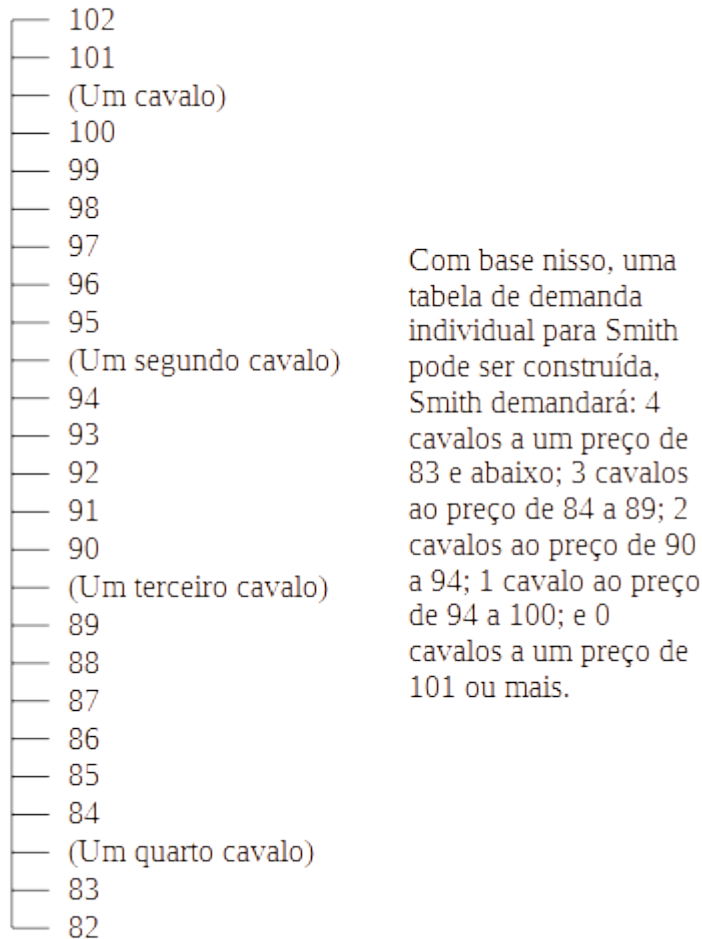 102
101
(Um cavalo)
100
99
98
97
96
95
(Um segundo cavalo)
94
93
92
91
90
(Um terceiro cavalo)
89
88
87
86
85
84
(Um quarto cavalo)
83
82
Com base nisso, uma
tabela de demanda
individual para Smith
pode ser construída,
Smith demandará: 4
cavalos a um preço de
83 e abaixo; 3 cavalos
ao preço de 84 a 89; 2
cavalos ao preço de 90
a 94; 1 cavalo ao preço
de 94 a 100; e 0
cavalos a um preço de
101 ou mais.